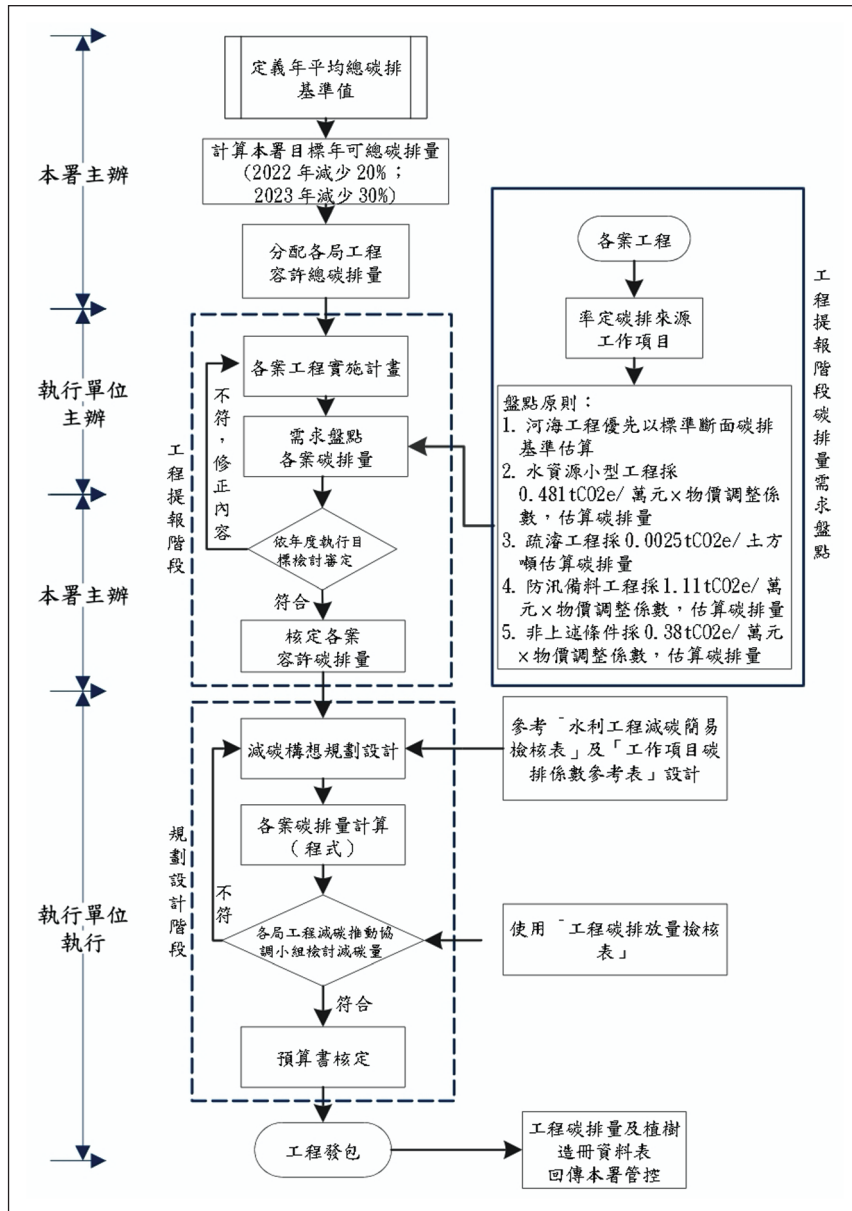 定義年平均總碳排
基準值
計算本署目標年可總碳排量
(2022年減少20%；
2023年減少30%)
本署主辦
分配各局工程
容許總碳排量
各案工程
率定碳排來源
工作項目
工程提報階段碳排量需求盤點
執行單位
主辦
各案工程實施計畫
不符，修正內容
需求盤點
各案碳排量
工程提報階段
盤點原則：
1. 河海工程優先以標準斷面碳排
基準估算
2. 水資源小型工程採
0.481tCO2e/萬元×物價調整係
數，估算碳排量
3. 疏濬工程採0.0025tCO2e/土方
噸估算碳排量
4. 防汛備料工程採1.11tCO2e/萬
元×物價調整係數，估算碳排量
5. 非上述條件採0.38tCO2e/萬元
×物價調整係數，估算碳排量
依年度執行目
標檢討審定
本署主辦
符合
核定各案
容許碳排量
減碳構想規劃設計
參考「水利工程減碳簡易
檢核表」及「工作項目碳
排係數參考表」設計
規劃設計階段
各案碳排量計算
(程式)
不符
執行單位
執行
各局工程減碳推動協
調小組檢討減碳量
使用「工程碳排放量檢核
表」
符合
預算書核定
工程發包
工程碳排量及植樹
造冊資料表
回傳本署管控